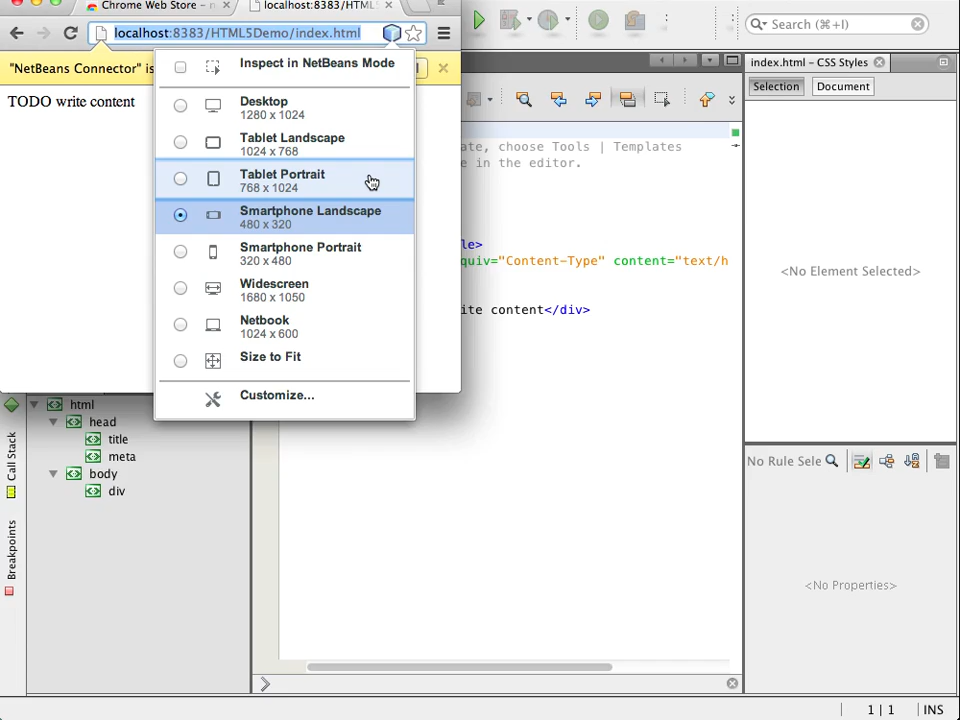 Chrome Web Store – n
localhost:8383/HTML5
localhost:8383/HTML5Demo/index.html
"NetBeans Connector" is
TODO write content
Inspect in NetBeans Mode
Desktop
1280 x 1024
Tablet Landscape
1024 x 768
Tablet Portrait
768 x 1024
Smartphone Landscape
480 x 320
Smartphone Portrait
320 x 480
Widescreen
1680 x 1050
Netbook
1024 x 600
Size to Fit
Customize...
Search (⌘+I)
ate, choose Tools | Templates
e in the editor.
le>
quiv="Content-Type" content="text/h
ite content</div>
index.html - CSS Styles
Selection
Document
<No Element Selected>
No Rule Sele
<No Properties>
Call Stack
Breakpoints
html
head
title
meta
body
div
1 | 1
INS